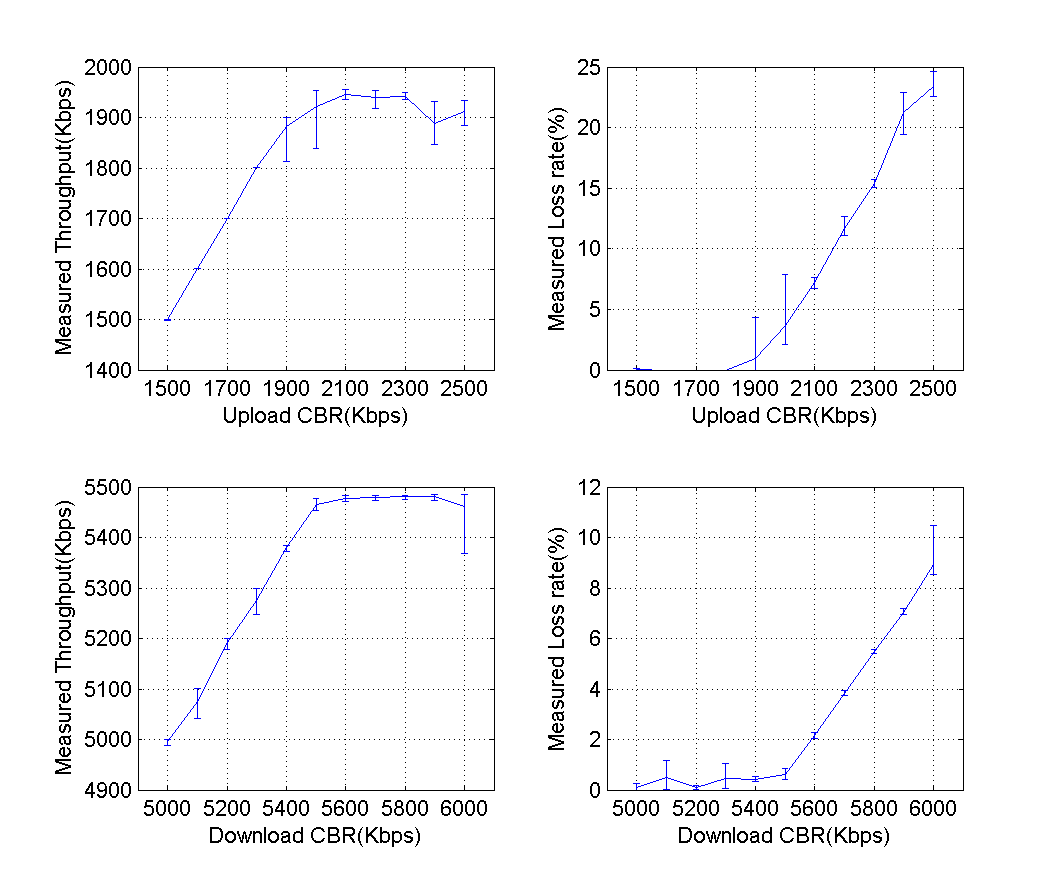 2000
1900
1800
1700
1600
1500
1400
Measured Throughput(Kbps)
1500 1700 1900 2100 2300 2500
Upload CBR(Kbps)
25
20
15
10
5
0
Measured Loss rate(%)
1500 1700 1900 2100 2300 2500
Upload CBR(Kbps)
5500
5400
5300
5200
5100
5000
4900
Measured Throughput(Kbps)
5000 5200 5400 5600 5800 6000
Download CBR(Kbps)
12
10
8
6
4
2
0
Measured Loss rate(%)
5000 5200 5400 5600 5800 6000
Download CBR(Kbps)